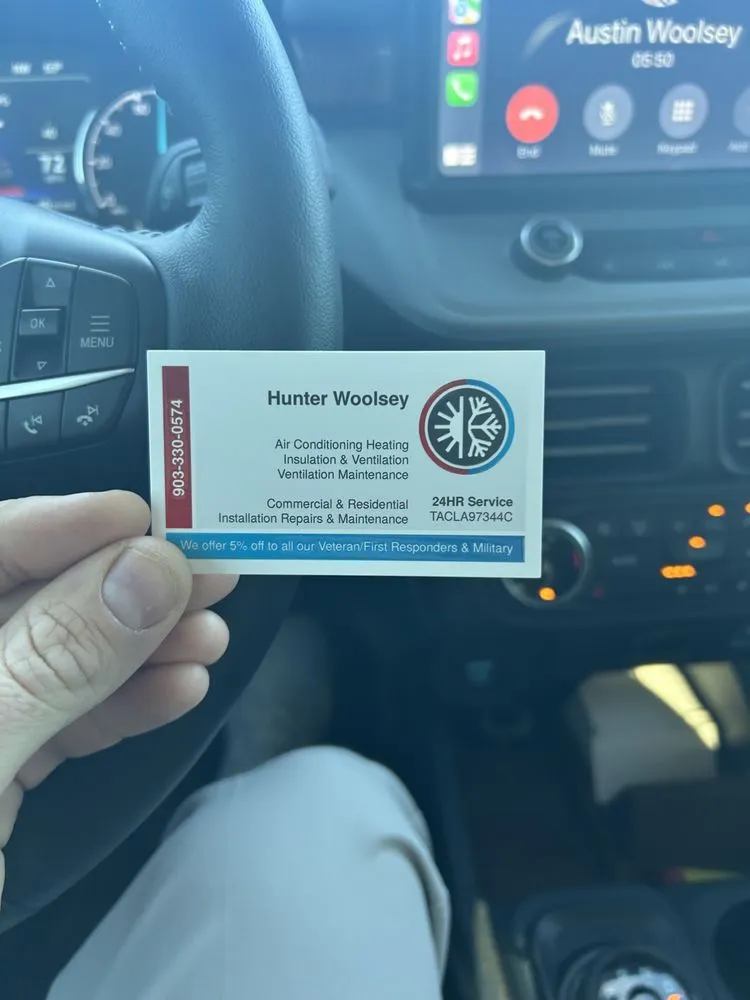 Austin Woolsey
05:50
End
Mute
Keypad
72
OK
MENU
903-330-0574
Hunter Woolsey
Air Conditioning Heating
Insulation & Ventilation
Ventilation Maintenance
Commercial & Residential
Installation Repairs & Maintenance
24HR Service
TACLA97344C
We offer 5% off to all our Veteran/First Responders & Military